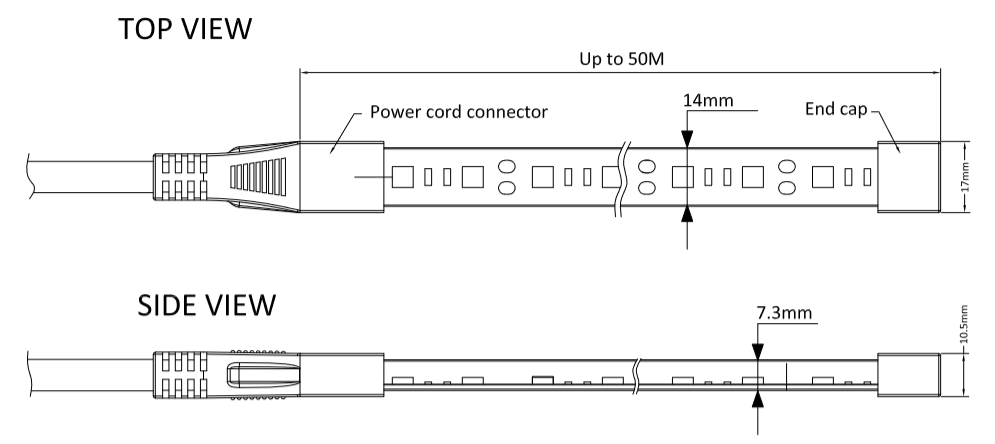 TOP VIEW
Up to 50M
Power cord connector
14mm
End cap
17mm
SIDE VIEW
7.3mm
10.5mm